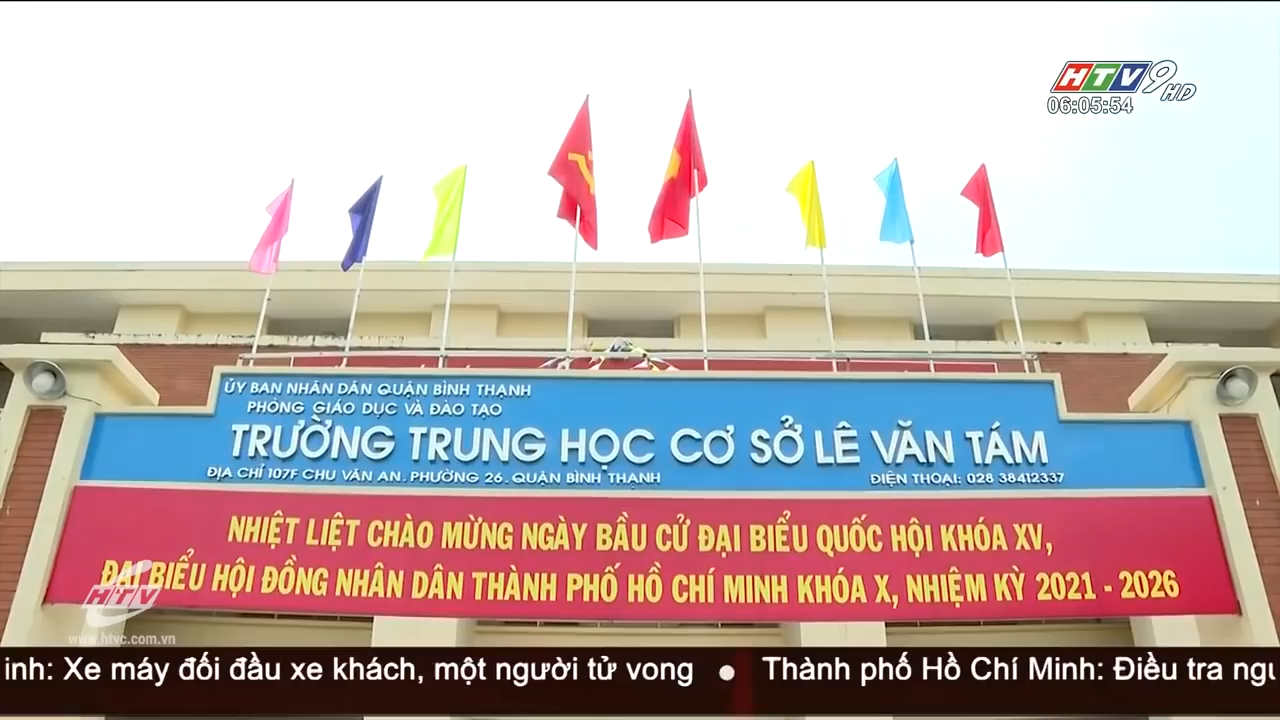 HTV9 HD
06:05:54
ỦY BAN NHÂN DÂN QUẬN BÌNH THẠNH
PHÒNG GIÁO DỤC VÀ ĐÀO TẠO
TRƯỜNG TRUNG HỌC CƠ SỞ LÊ VĂN TÁM
ĐỊA CHỈ 107F CHU VĂN AN. PHƯỜNG 26. QUẬN BÌNH THẠNH
ĐIỆN THOẠI: 028 38412337
NHIỆT LIỆT CHÀO MỪNG NGÀY BẦU CỬ ĐẠI BIỂU QUỐC HỘI KHÓA XV,
ĐẠI BIỂU HỘI ĐỒNG NHÂN DÂN THÀNH PHỐ HỒ CHÍ MINH KHÓA X, NHIỆM KỲ 2021 - 2026
HTV
www.htvc.com.vn
inh: Xe máy đối đầu xe khách, một người tử vong ● Thành phố Hồ Chí Minh: Điều tra ngu